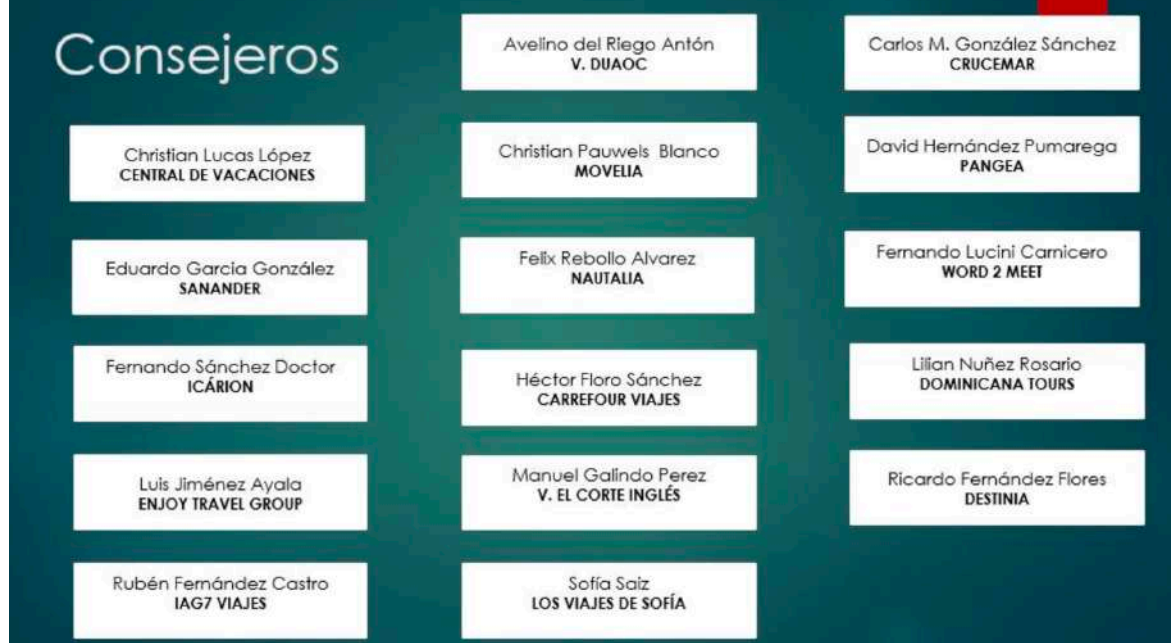 Consejeros
Christian Lucas López
CENTRAL DE VACACIONES
Eduardo Garcia González
SANANDER
Fernando Sánchez Doctor
ICÁRION
Luis Jiménez Ayala
ENJOY TRAVEL GROUP
Rubén Fernández Castro
IAG7 VIAJES
Avelino del Riego Antón
V. DUAOC
Christian Pauwels Blanco
MOVELIA
Felix Rebollo Alvarez
NAUTALIA
Héctor Floro Sánchez
CARREFOUR VIAJES
Manuel Galindo Perez
V. EL CORTE INGLÉS
Sofía Saiz
LOS VIAJES DE SOFÍA
Carlos M. González Sánchez
CRUCEMAR
David Hernández Pumarega
PANGEA
Fernando Lucini Carnicero
WORD 2 MEET
Lilian Nuñez Rosario
DOMINICANA TOURS
Ricardo Fernández Flores
DESTINIA